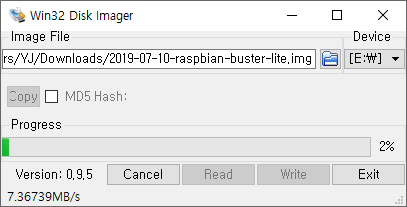 Win32 Disk Imager
Image File
Device
rs/YJ/Downloads/2019-07-10-raspbian-buster-lite,img
[E:₩]
Copy
MD5 Hash:
Progress
2%
Version: 0,9,5
Cancel
Read
Write
Exit
7.36739MB/s